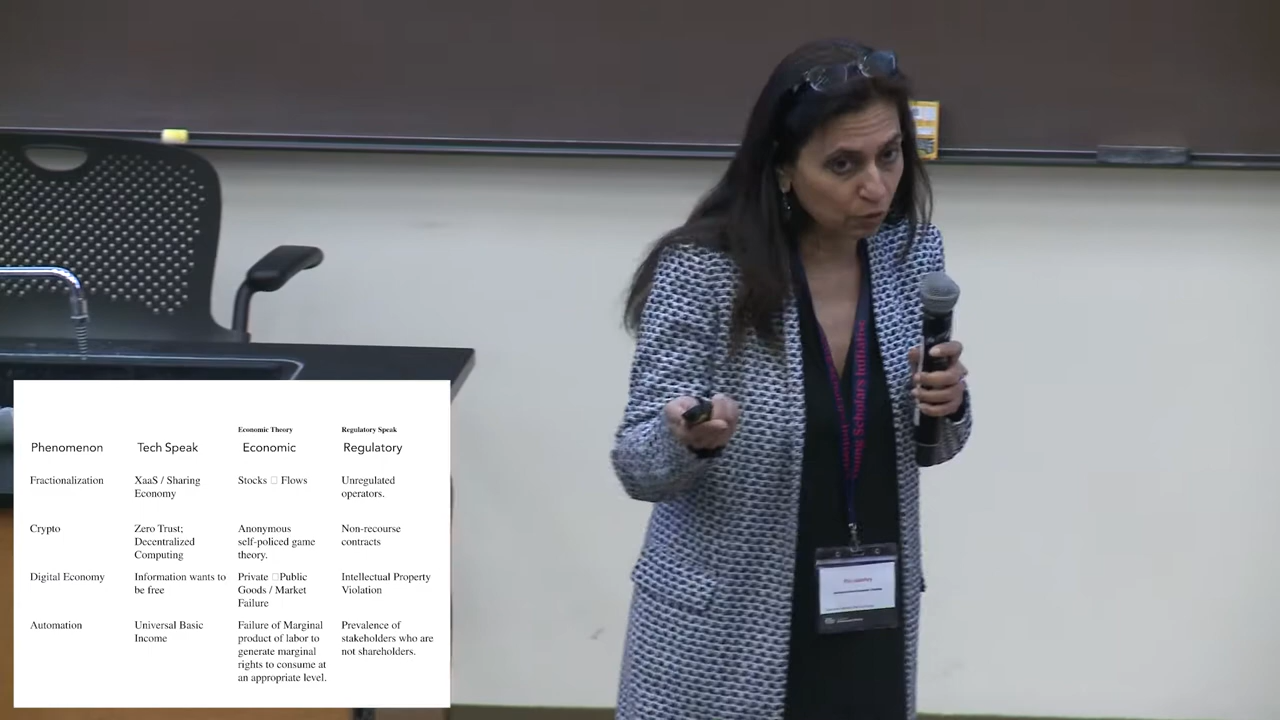 Economic Theory
Regulatory Speak
Phenomenon
Tech Speak
Economic
Regulatory
Fractionalization
XaaS / Sharing
Economy
Stocks □ Flows
Unregulated
operators.
Crypto
Zero Trust;
Decentralized
Computing
Anonymous
self-policed game
theory.
Non-recourse
contracts
Digital Economy
Information wants to
be free
Private □Public
Goods / Market
Failure
Intellectual Property
Violation
Automation
Universal Basic
Income
Failure of Marginal
product of labor to
generate marginal
rights to consume at
an appropriate level.
Prevalence of
stakeholders who are
not shareholders.
Young Scholars Initiative